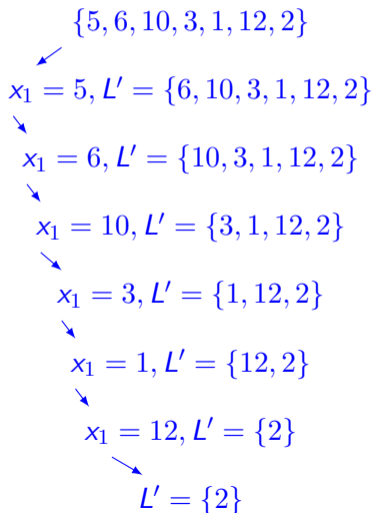 {5, 6, 10, 3, 1, 12, 2}
x₁ = 5, L′ = {6, 10, 3, 1, 12, 2}
x₁ = 6, L′ = {10, 3, 1, 12, 2}
x₁ = 10, L′ = {3, 1, 12, 2}
x₁ = 3, L′ = {1, 12, 2}
x₁ = 1, L′ = {12, 2}
x₁ = 12, L′ = {2}
L′ = {2}